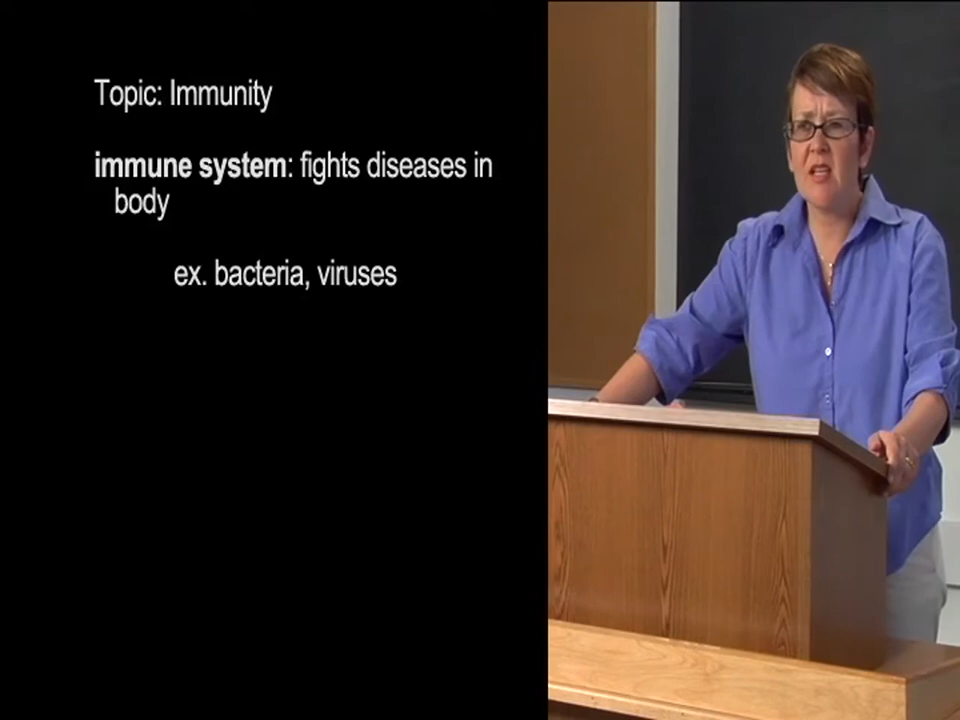 Topic: Immunity
immune system: fights diseases in
body
ex. bacteria, viruses